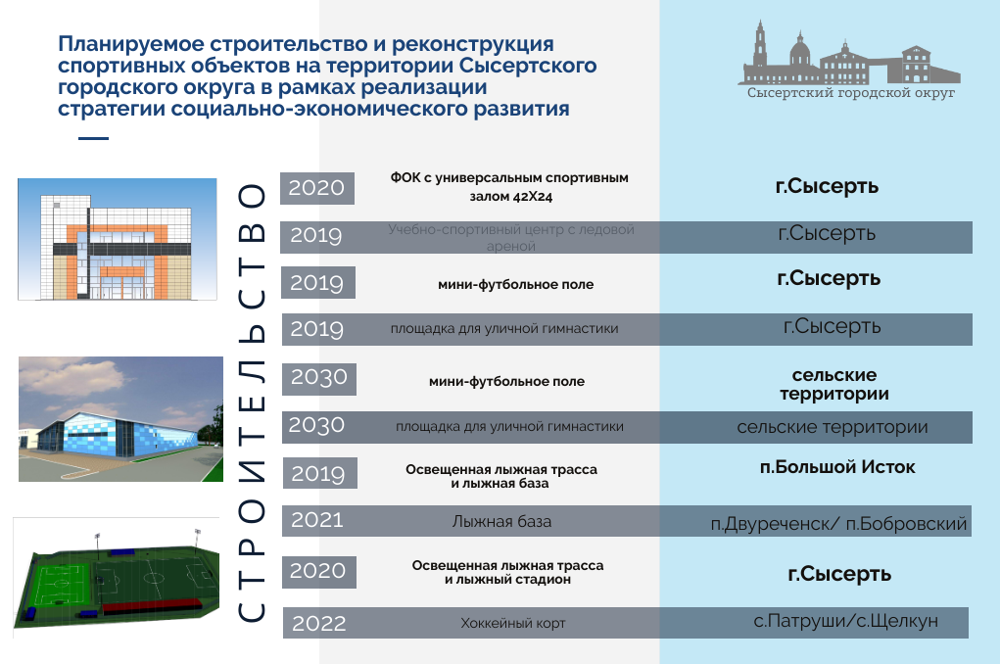 Планируемое строительство и реконструкция
спортивных объектов на территории Сысертского
городского округа в рамках реализации
стратегии социально-экономического развития
Сысертский городской округ
СТРОИТЕЛЬСТВО
2020
ФОК с универсальным спортивным
залом 42X24
г.Сысерть
2019
Учебно-спортивный центр с ледовой
ареной
г.Сысерть
2019
мини-футбольное поле
г.Сысерть
2019
площадка для уличной гимнастики
г.Сысерть
2030
мини-футбольное поле
сельские
территории
2030
площадка для уличной гимнастики
сельские территории
2019
Освещенная лыжная трасса
и лыжная база
п.Большой Исток
2021
Лыжная база
п.Двуреченск/ п.Бобровский
2020
Освещенная лыжная трасса
и лыжный стадион
г.Сысерть
2022
Хоккейный корт
с.Патруши/с.Щелкун